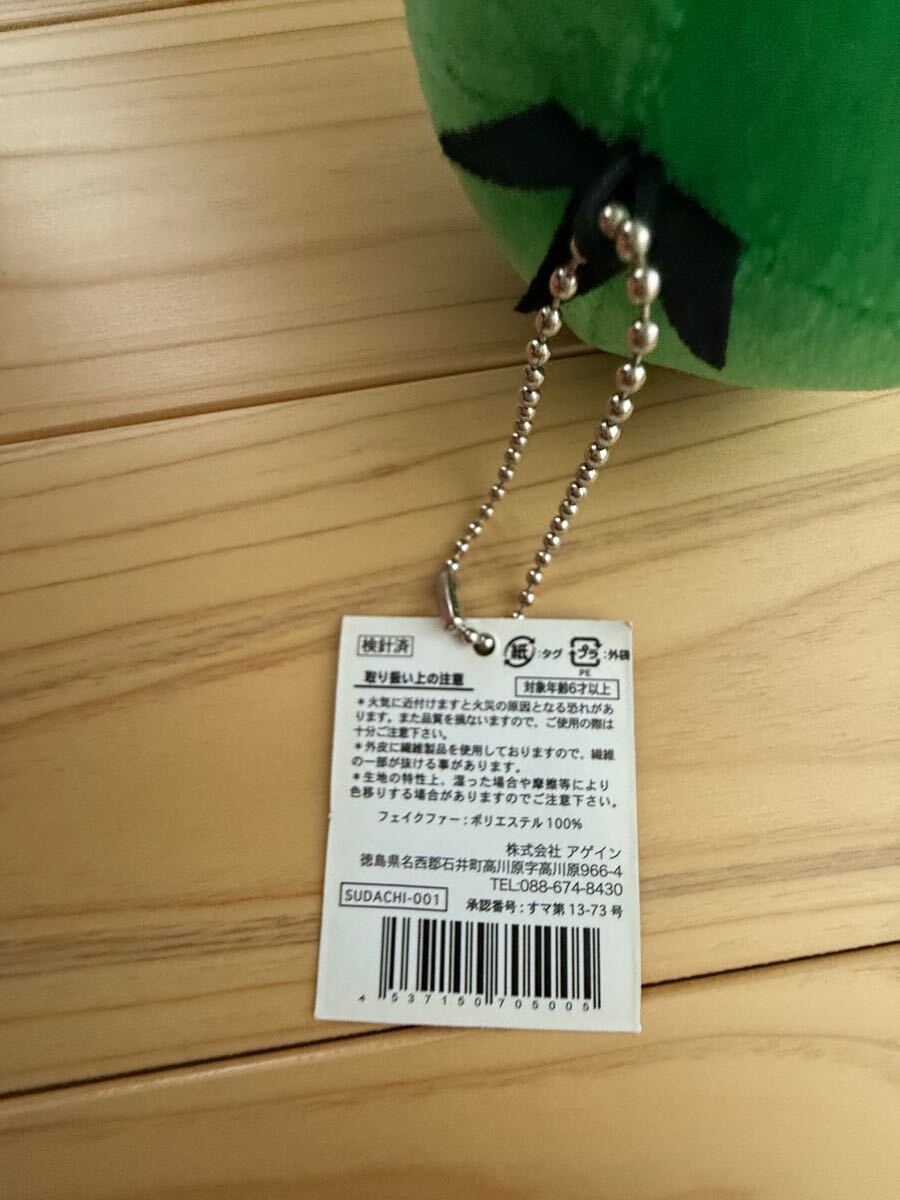 検針済 紙:タグ プラ:外袋
PE
取り扱い上の注意 対象年齢6才以上
*火気に近付けますと火災の原因となる恐れがあ
ります。また品質を損ないますので、ご使用の際は
十分ご注意下さい。
*外皮に繊維製品を使用しておりますので、繊維
の一部が抜ける事があります。
*生地の特性上、湿った場合や摩擦等により
色移りする場合がありますのでご注意下さい。
フェイクファー:ポリエステル100%
株式会社 アゲイン
徳島県名西郡石井町高川原字高川原966-4
TEL:088-674-8430
SUDACHI-001 承認番号:すマ第13-73号
4537150705005